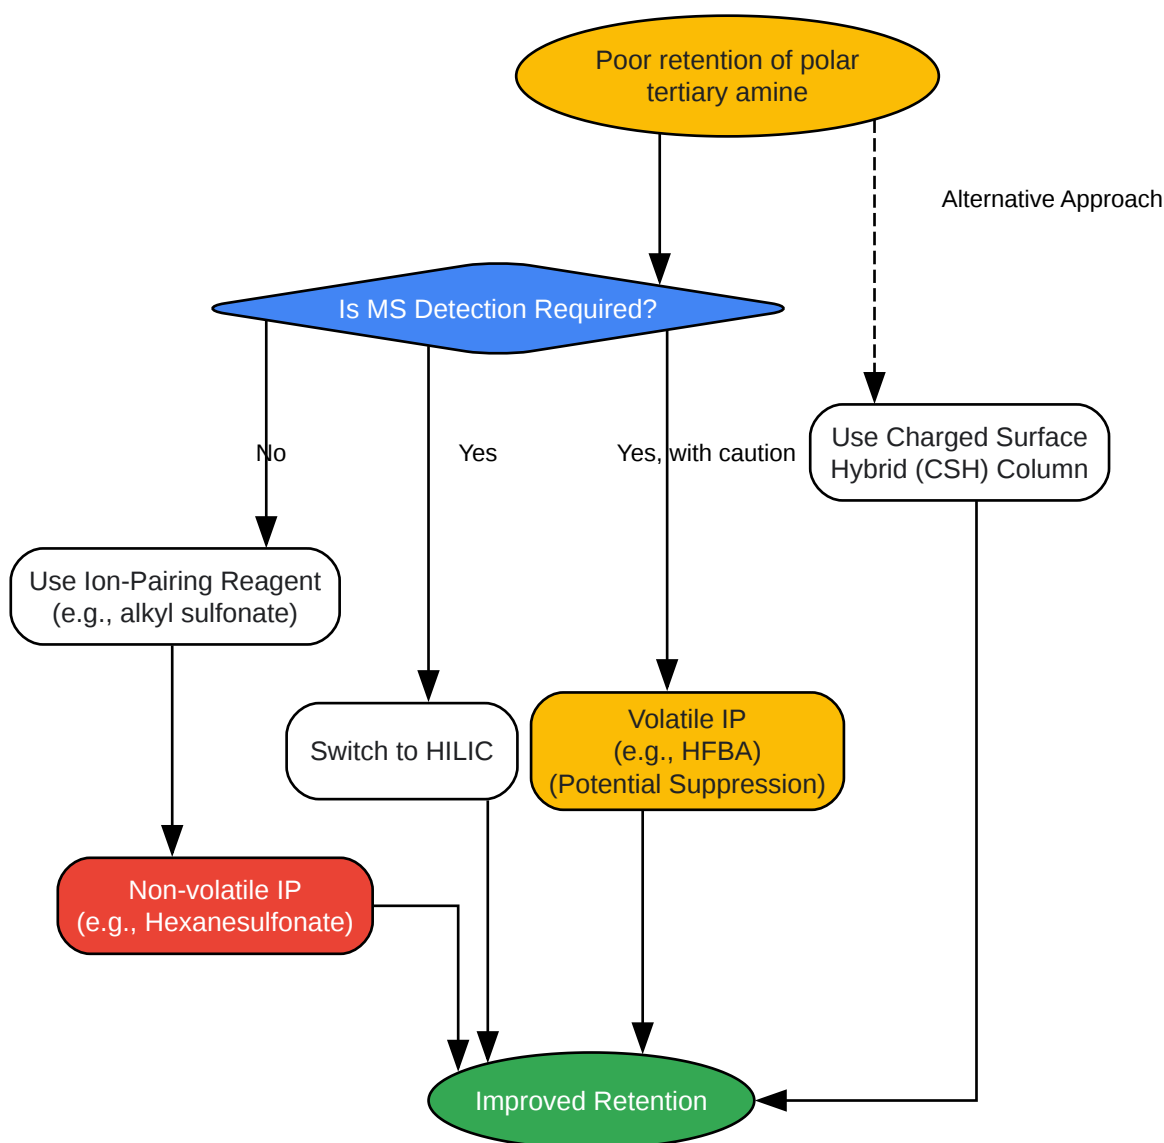 Poor retention of polar
tertiary amine
Alternative Approach
Is MS Detection Required?
No
Yes
Yes, with caution
Use Charged Surface
Hybrid (CSH) Column
Use Ion-Pairing Reagent
(e.g., alkyl sulfonate)
Switch to HILIC
Volatile IP
(e.g., HFBA)
(Potential Suppression)
Non-volatile IP
(e.g., Hexanesulfonate)
Improved Retention